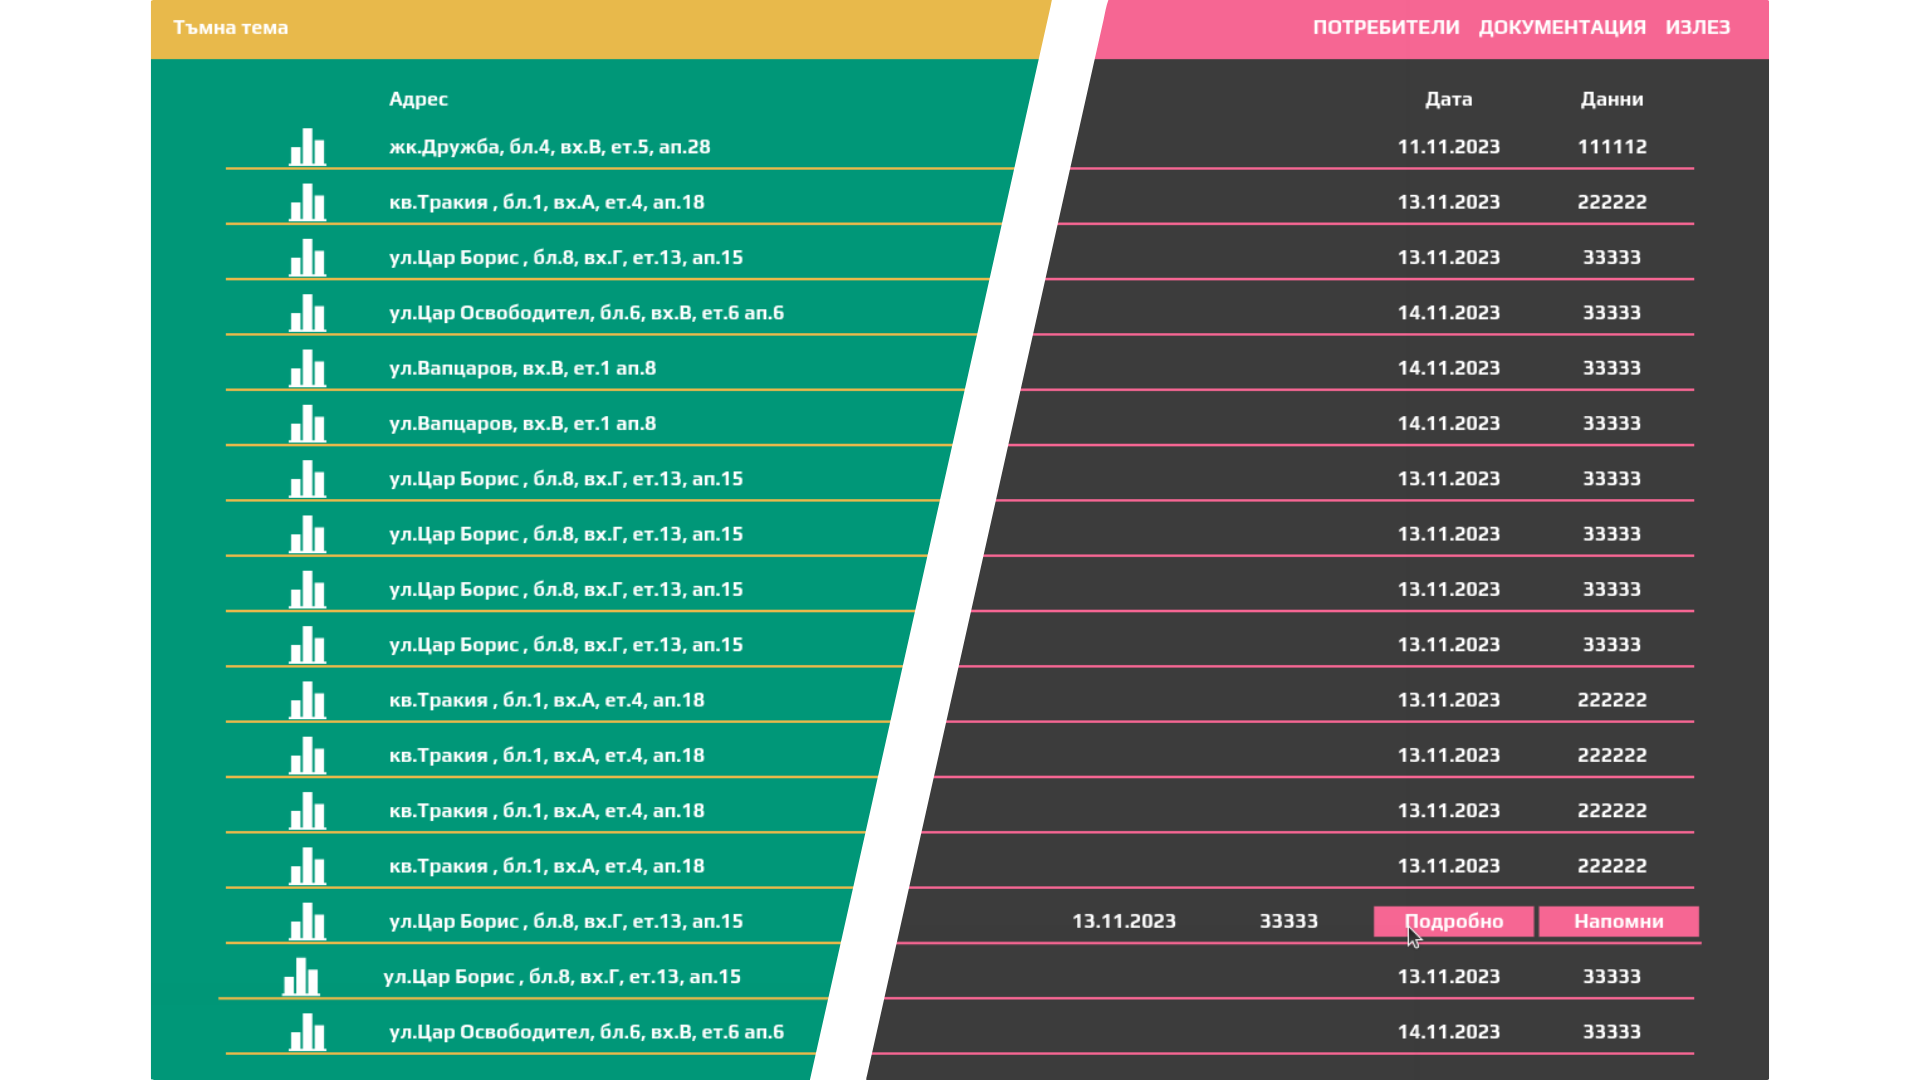 Тъмна тема ПОТРЕБИТЕЛИ ДОКУМЕНТАЦИЯ ИЗЛЕЗ
Адрес Дата Данни
жк.Дружба, бл.4, вх.В, ет.5, ап.28 11.11.2023 111112
кв.Тракия , бл.1, вх.А, ет.4, ап.18 13.11.2023 222222
ул.Цар Борис , бл.8, вх.Г, ет.13, ап.15 13.11.2023 33333
ул.Цар Освободител, бл.6, вх.В, ет.6 ап.6 14.11.2023 33333
ул.Вапцаров, вх.В, ет.1 ап.8 14.11.2023 33333
ул.Вапцаров, вх.В, ет.1 ап.8 14.11.2023 33333
ул.Цар Борис , бл.8, вх.Г, ет.13, ап.15 13.11.2023 33333
ул.Цар Борис , бл.8, вх.Г, ет.13, ап.15 13.11.2023 33333
ул.Цар Борис , бл.8, вх.Г, ет.13, ап.15 13.11.2023 33333
ул.Цар Борис , бл.8, вх.Г, ет.13, ап.15 13.11.2023 33333
кв.Тракия , бл.1, вх.А, ет.4, ап.18 13.11.2023 222222
кв.Тракия , бл.1, вх.А, ет.4, ап.18 13.11.2023 222222
кв.Тракия , бл.1, вх.А, ет.4, ап.18 13.11.2023 222222
кв.Тракия , бл.1, вх.А, ет.4, ап.18 13.11.2023 222222
ул.Цар Борис , бл.8, вх.Г, ет.13, ап.15 13.11.2023 33333 Подробно Напомни
ул.Цар Борис , бл.8, вх.Г, ет.13, ап.15 13.11.2023 33333
ул.Цар Освободител, бл.6, вх.В, ет.6 ап.6 14.11.2023 33333